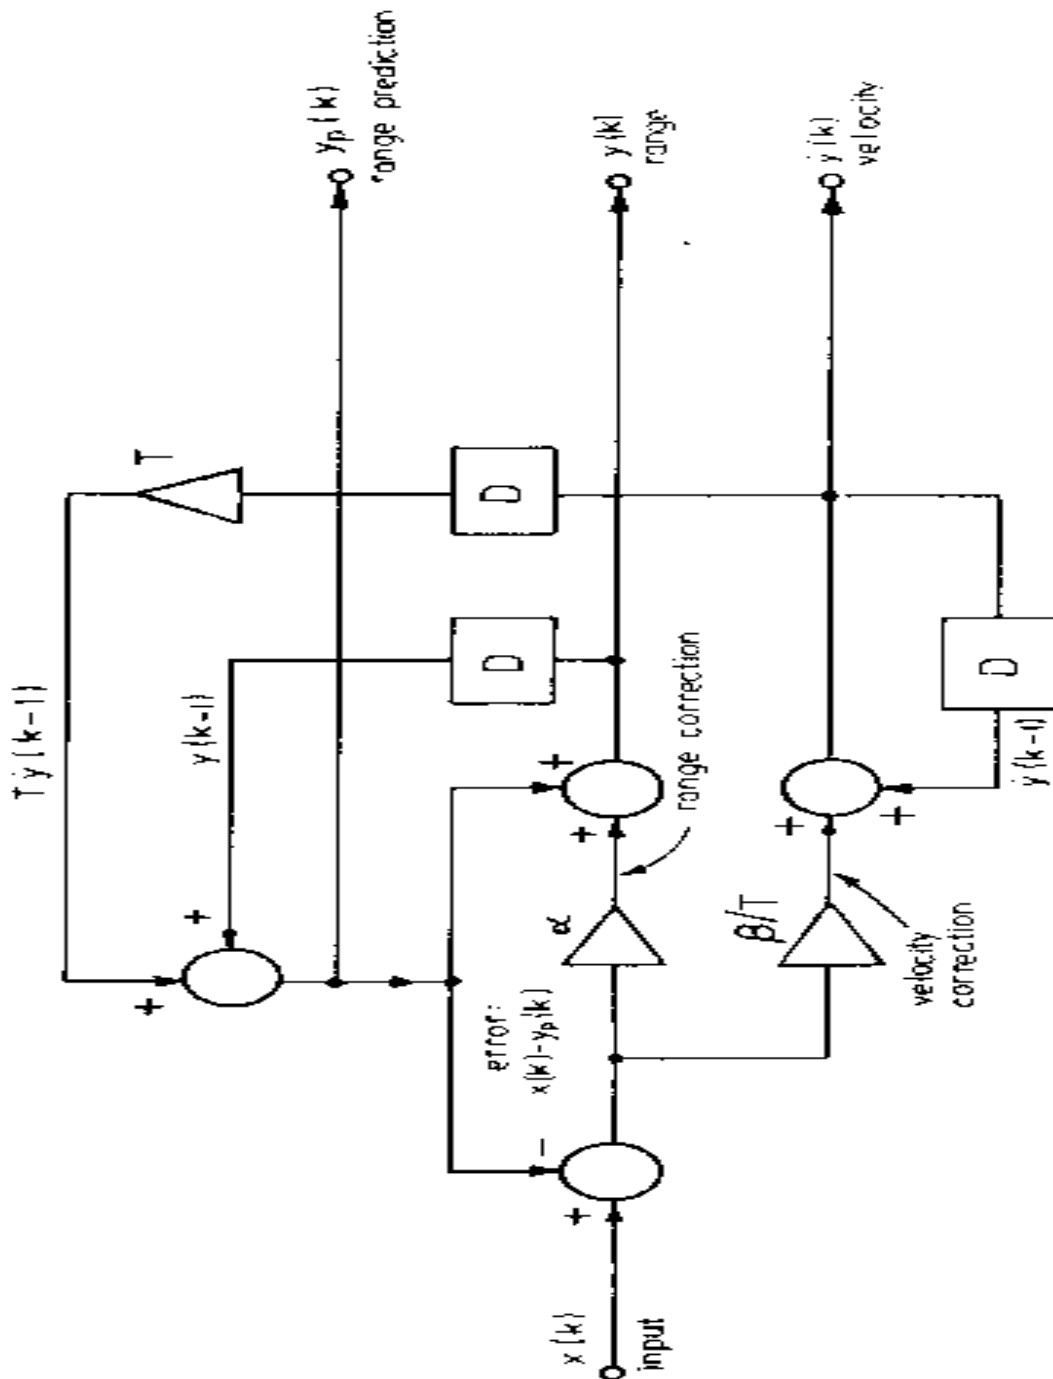 T ẏ(k-1)
T
y(k-1)
yp(k)
range prediction
D
D
+
+
error:
x(k)-yp(k)
-
+
x(k)
input
α
+
+
range correction
y(k)
range
β/T
+
+
velocity
correction
ẏ(k-1)
D
ẏ(k)
velocity